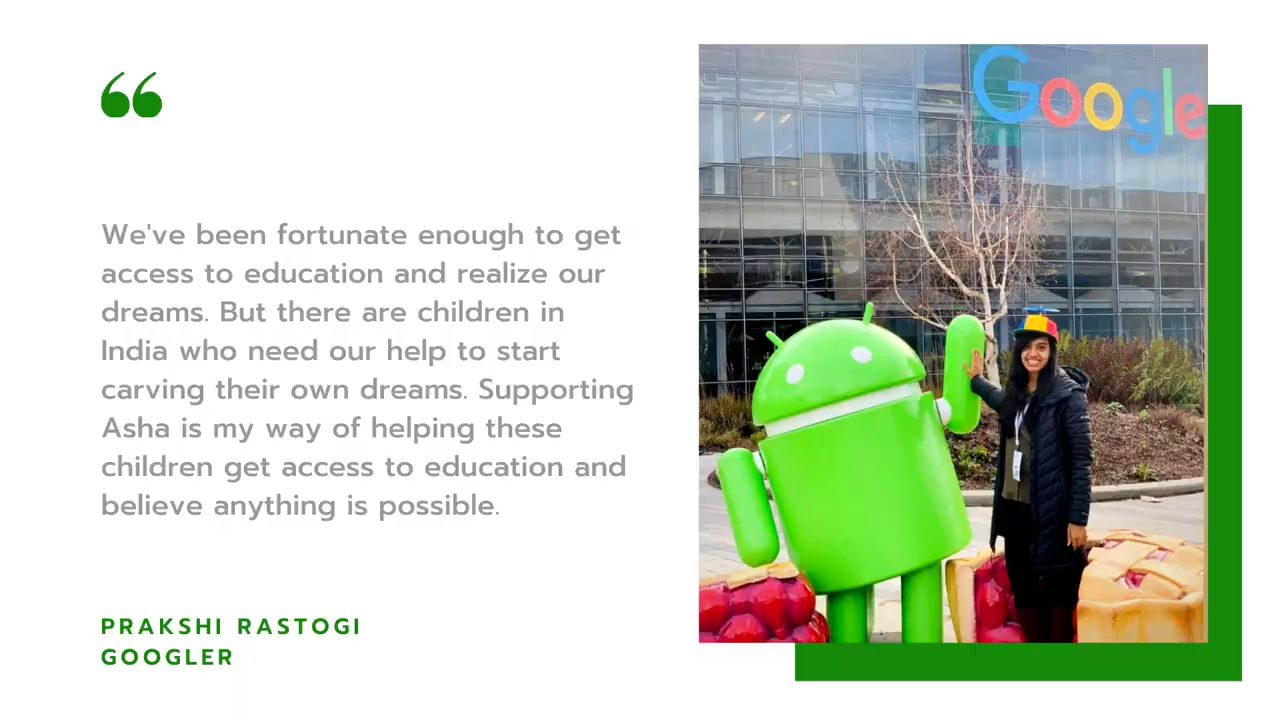 We've been fortunate enough to get
access to education and realize our
dreams. But there are children in
India who need our help to start
carving their own dreams. Supporting
Asha is my way of helping these
children get access to education and
believe anything is possible.
PRAKSHI RASTOGI
GOOGLER
Google